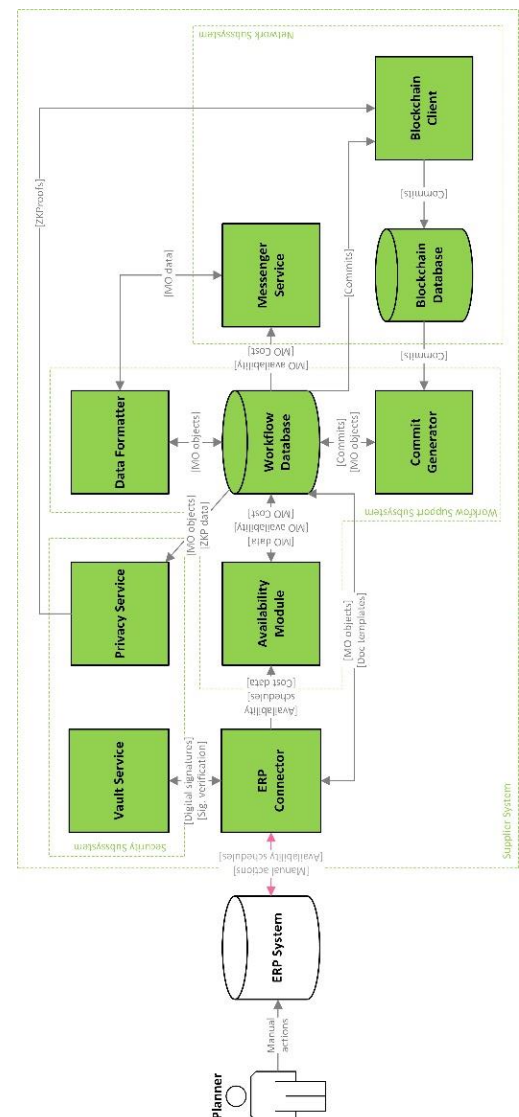 Planner
Manual
actions
ERP System
[Manual actions]
[Availability schedules]
Supplier System
Security Subsystem
Vault Service
Privacy Service
[Digital signatures]
[Sig. verification]
ERP
Connector
[Availability
schedules]
[Cost data]
Availability
Module
[MO data]
[MO availability]
[MO Cost]
[MO objects]
[ZKP data]
[MO objects]
[Doc templates]
Workflow Support Subsystem
Data Formatter
[MO objects]
Workflow
Database
[Commits]
[MO objects]
Commit
Generator
[MO availability]
[MO Cost]
[MO data]
[ZKProofs]
Network Subsystem
Messenger
Service
[Commits]
[Commits]
Blockchain
Database
[Commits]
Blockchain
Client